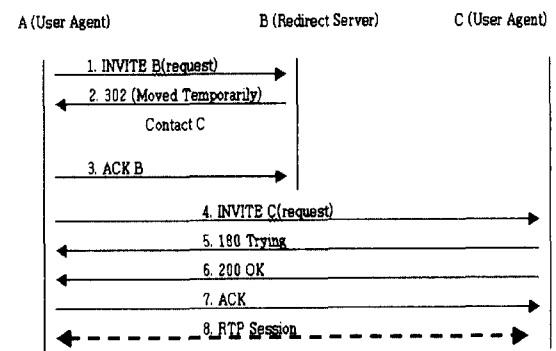 A (User Agent) B (Redirect Server) C (User Agent)
1. INVITE B(request)
2. 302 (Moved Temporarily)
Contact C
3. ACK B
4. INVITE C(request)
5. 180 Trying
6. 200 OK
7. ACK
8. RTP Session